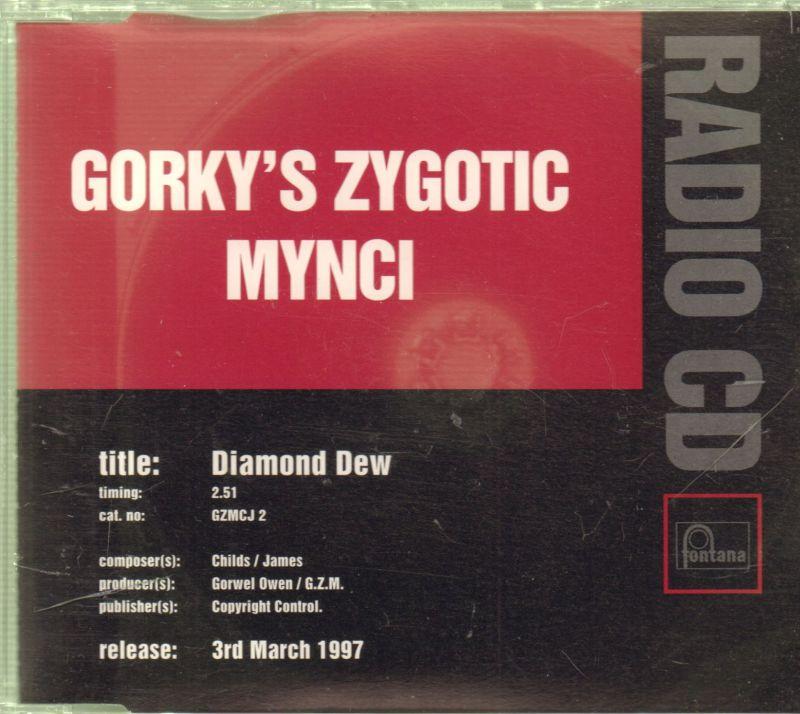 GORKY'S ZYGOTIC
MYNCI
RADIO CD
title: Diamond Dew
timing: 2.51
cat. no: GZMCJ 2
composer(s): Childs / James
producer(s): Gorwel Owen / G.Z.M.
publisher(s): Copyright Control.
release: 3rd March 1997
fontana